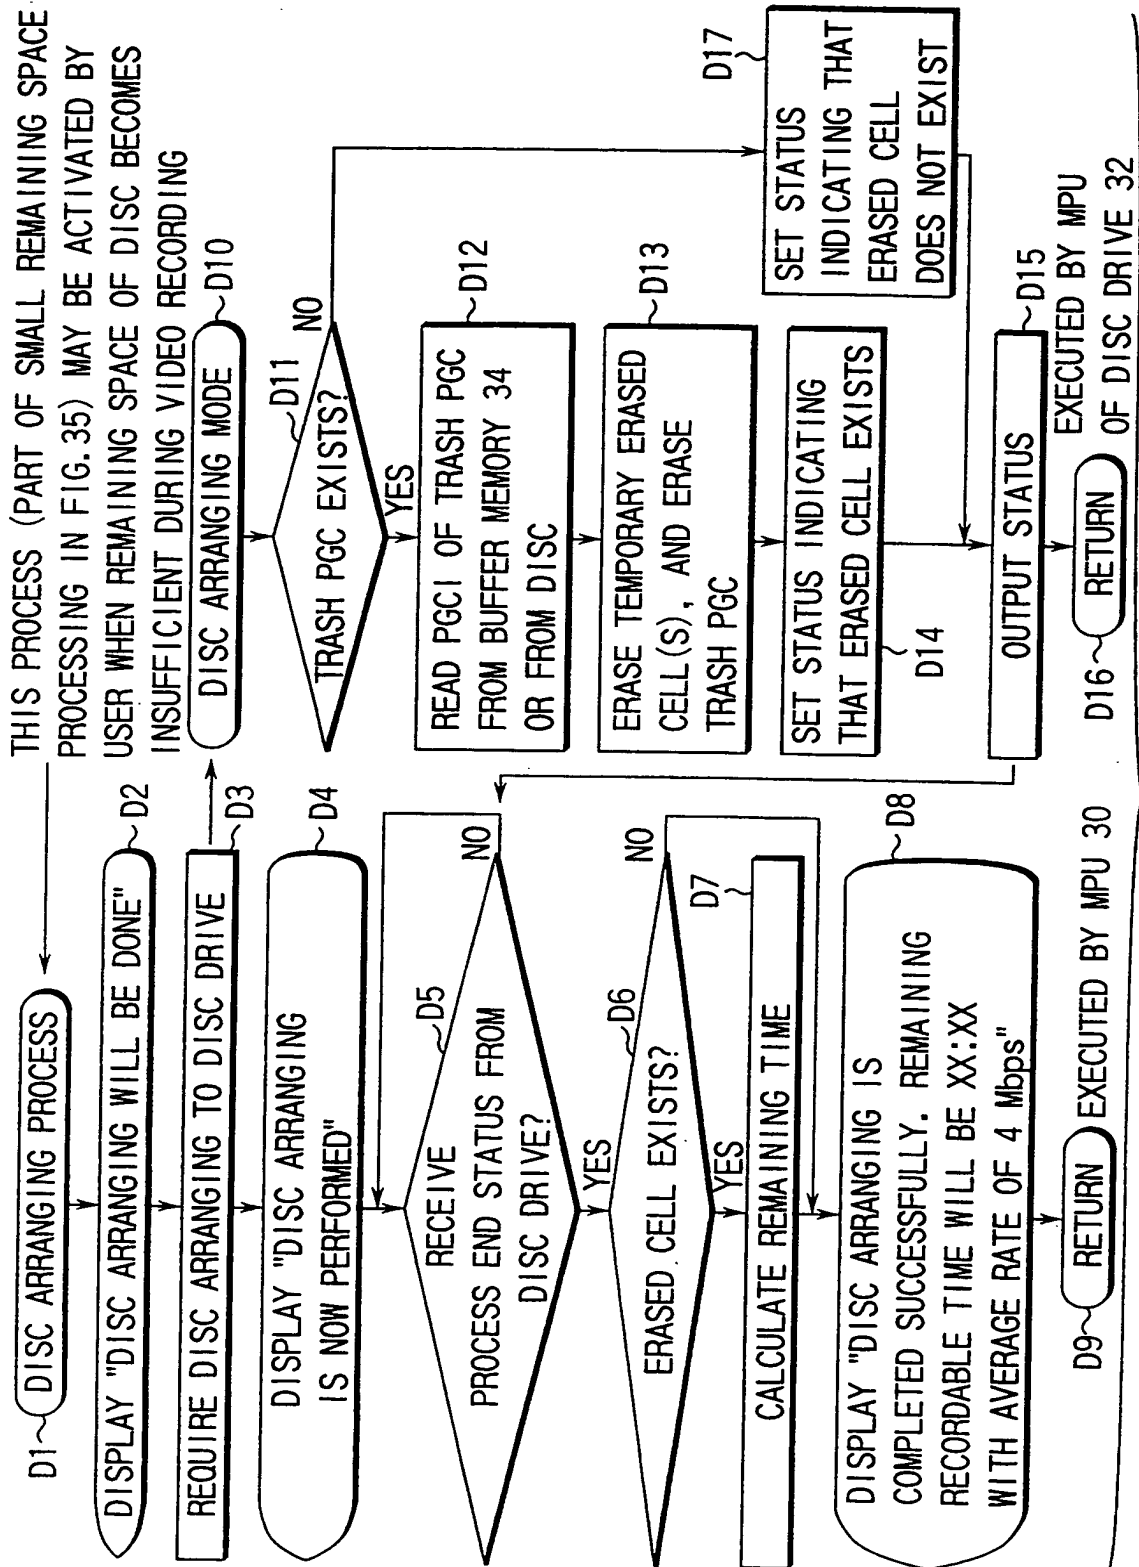 THIS PROCESS (PART OF SMALL REMAINING SPACE
PROCESSING IN FIG.35) MAY BE ACTIVATED BY
USER WHEN REMAINING SPACE OF DISC BECOMES
INSUFFICIENT DURING VIDEO RECORDING
D1
DISC ARRANGING PROCESS
D2
DISPLAY "DISC ARRANGING WILL BE DONE"
D3
REQUIRE DISC ARRANGING TO DISC DRIVE
D4
DISPLAY "DISC ARRANGING
IS NOW PERFORMED"
D5
RECEIVE
PROCESS END STATUS FROM
DISC DRIVE?
NO
YES
D6
ERASED CELL EXISTS?
NO
YES
D7
CALCULATE REMAINING TIME
D8
DISPLAY "DISC ARRANGING IS
COMPLETED SUCCESSFULLY. REMAINING
RECORDABLE TIME WILL BE XX:XX
WITH AVERAGE RATE OF 4 Mbps"
D9
RETURN
EXECUTED BY MPU 30
D10
DISC ARRANGING MODE
D11
TRASH PGC EXISTS?
NO
YES
D12
READ PGCI OF TRASH PGC
FROM BUFFER MEMORY 34
OR FROM DISC
D13
ERASE TEMPORARY ERASED
CELL(S), AND ERASE
TRASH PGC
SET STATUS INDICATING
THAT ERASED CELL EXISTS
D14
D17
SET STATUS
INDICATING THAT
ERASED CELL
DOES NOT EXIST
D15
OUTPUT STATUS
D16
RETURN
EXECUTED BY MPU
OF DISC DRIVE 32